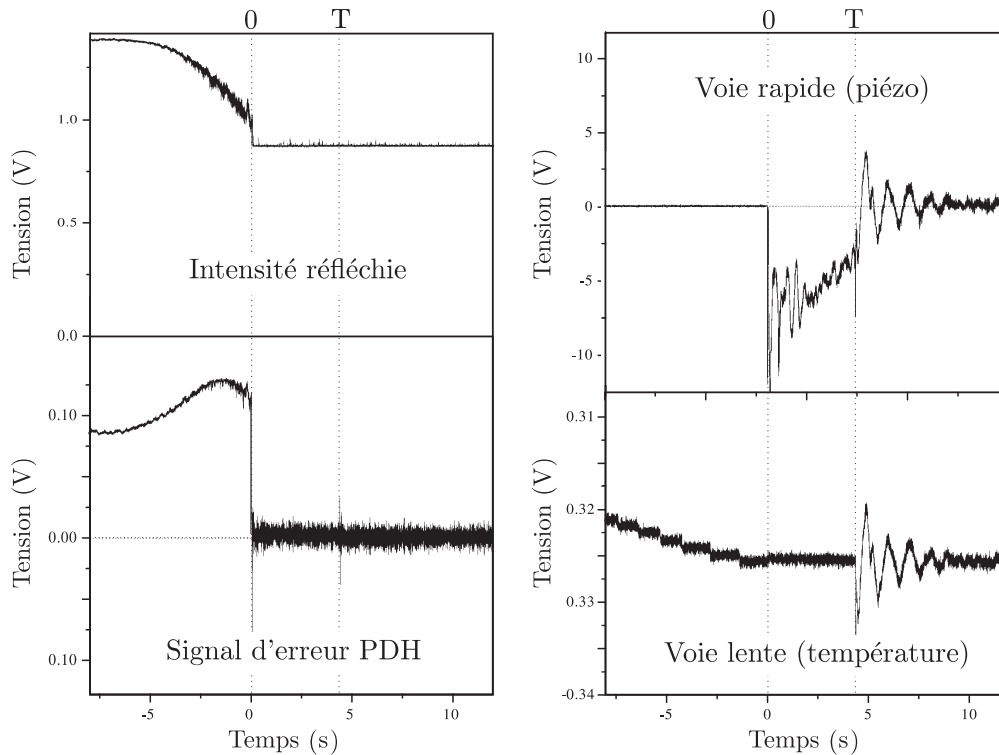 0 T
1.0
0.5
0.0
Tension (V)
Intensité réfléchie
0.10
0.00
0.10
Tension (V)
Signal d'erreur PDH
-5 0 5 10
Temps (s)
0 T
10
5
0
-5
-10
Tension (V)
Voie rapide (piézo)
0.31
0.32
0.33
-0.34
Tension (V)
Voie lente (température)
-5 0 5 10
Temps (s)